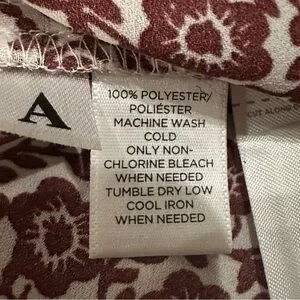 A
100% POLYESTER/
POLIÉSTER
MACHINE WASH
COLD
ONLY NON-
CHLORINE BLEACH
WHEN NEEDED
TUMBLE DRY LOW
COOL IRON
WHEN NEEDED
ALONG